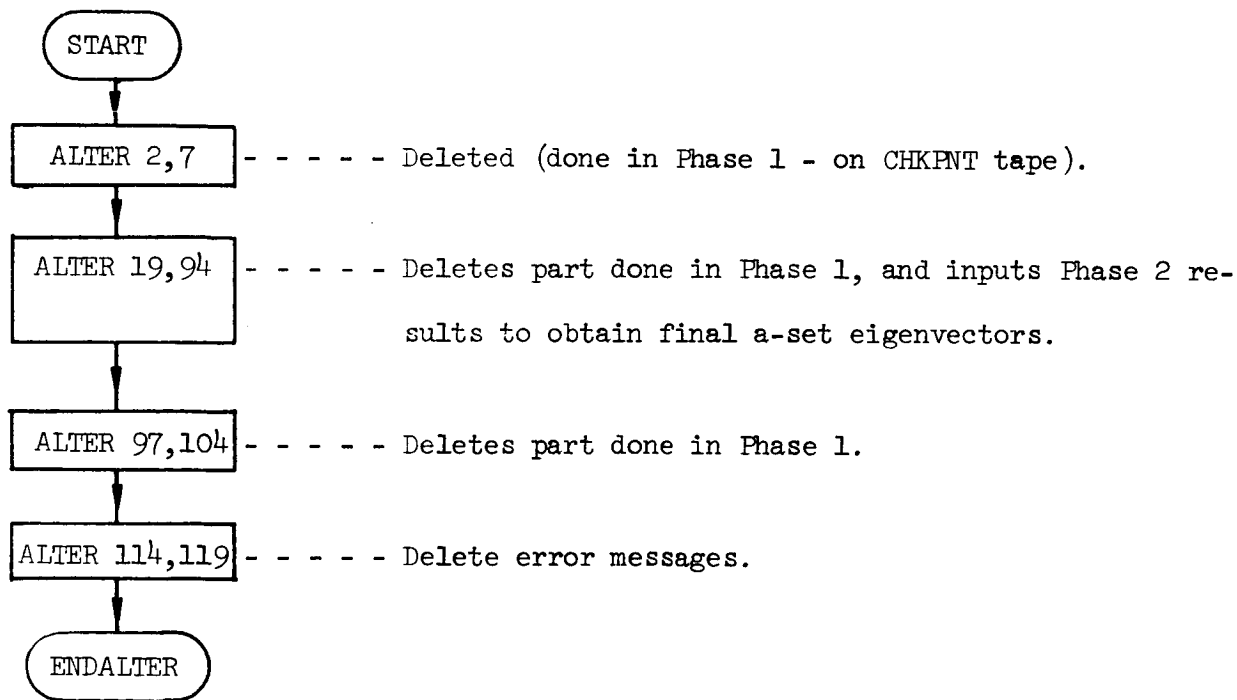 START
ALTER 2,7 - - - - - Deleted (done in Phase 1 - on CHKPNT tape).
ALTER 19,94 - - - - - Deletes part done in Phase 1, and inputs Phase 2 re-
sults to obtain final a-set eigenvectors.
ALTER 97,104 - - - - - Deletes part done in Phase 1.
ALTER 114,119 - - - - - Delete error messages.
ENDALTER